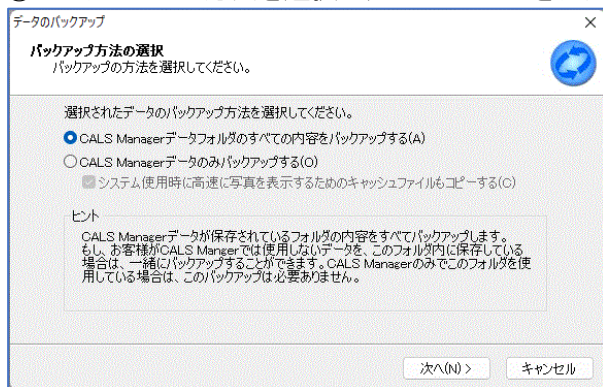 データのバックアップ
バックアップ方法の選択
バックアップの方法を選択してください。
選択されたデータのバックアップ方法を選択してください。
CALS Managerデータフォルダのすべての内容をバックアップする(A)
CALS Managerデータのみバックアップする(O)
システム使用時に高速に写真を表示するためのキャッシュファイルもコピーする(C)
ヒント
CALS Managerデータが保存されているフォルダの内容をすべてバックアップします。
もし、お客様がCALS Mangerでは使用しないデータを、このフォルダ内に保存している
場合は、一緒にバックアップすることができます。CALS Managerのみでこのフォルダを使
用している場合は、このバックアップは必要ありません。
次へ(N) >
キャンセル